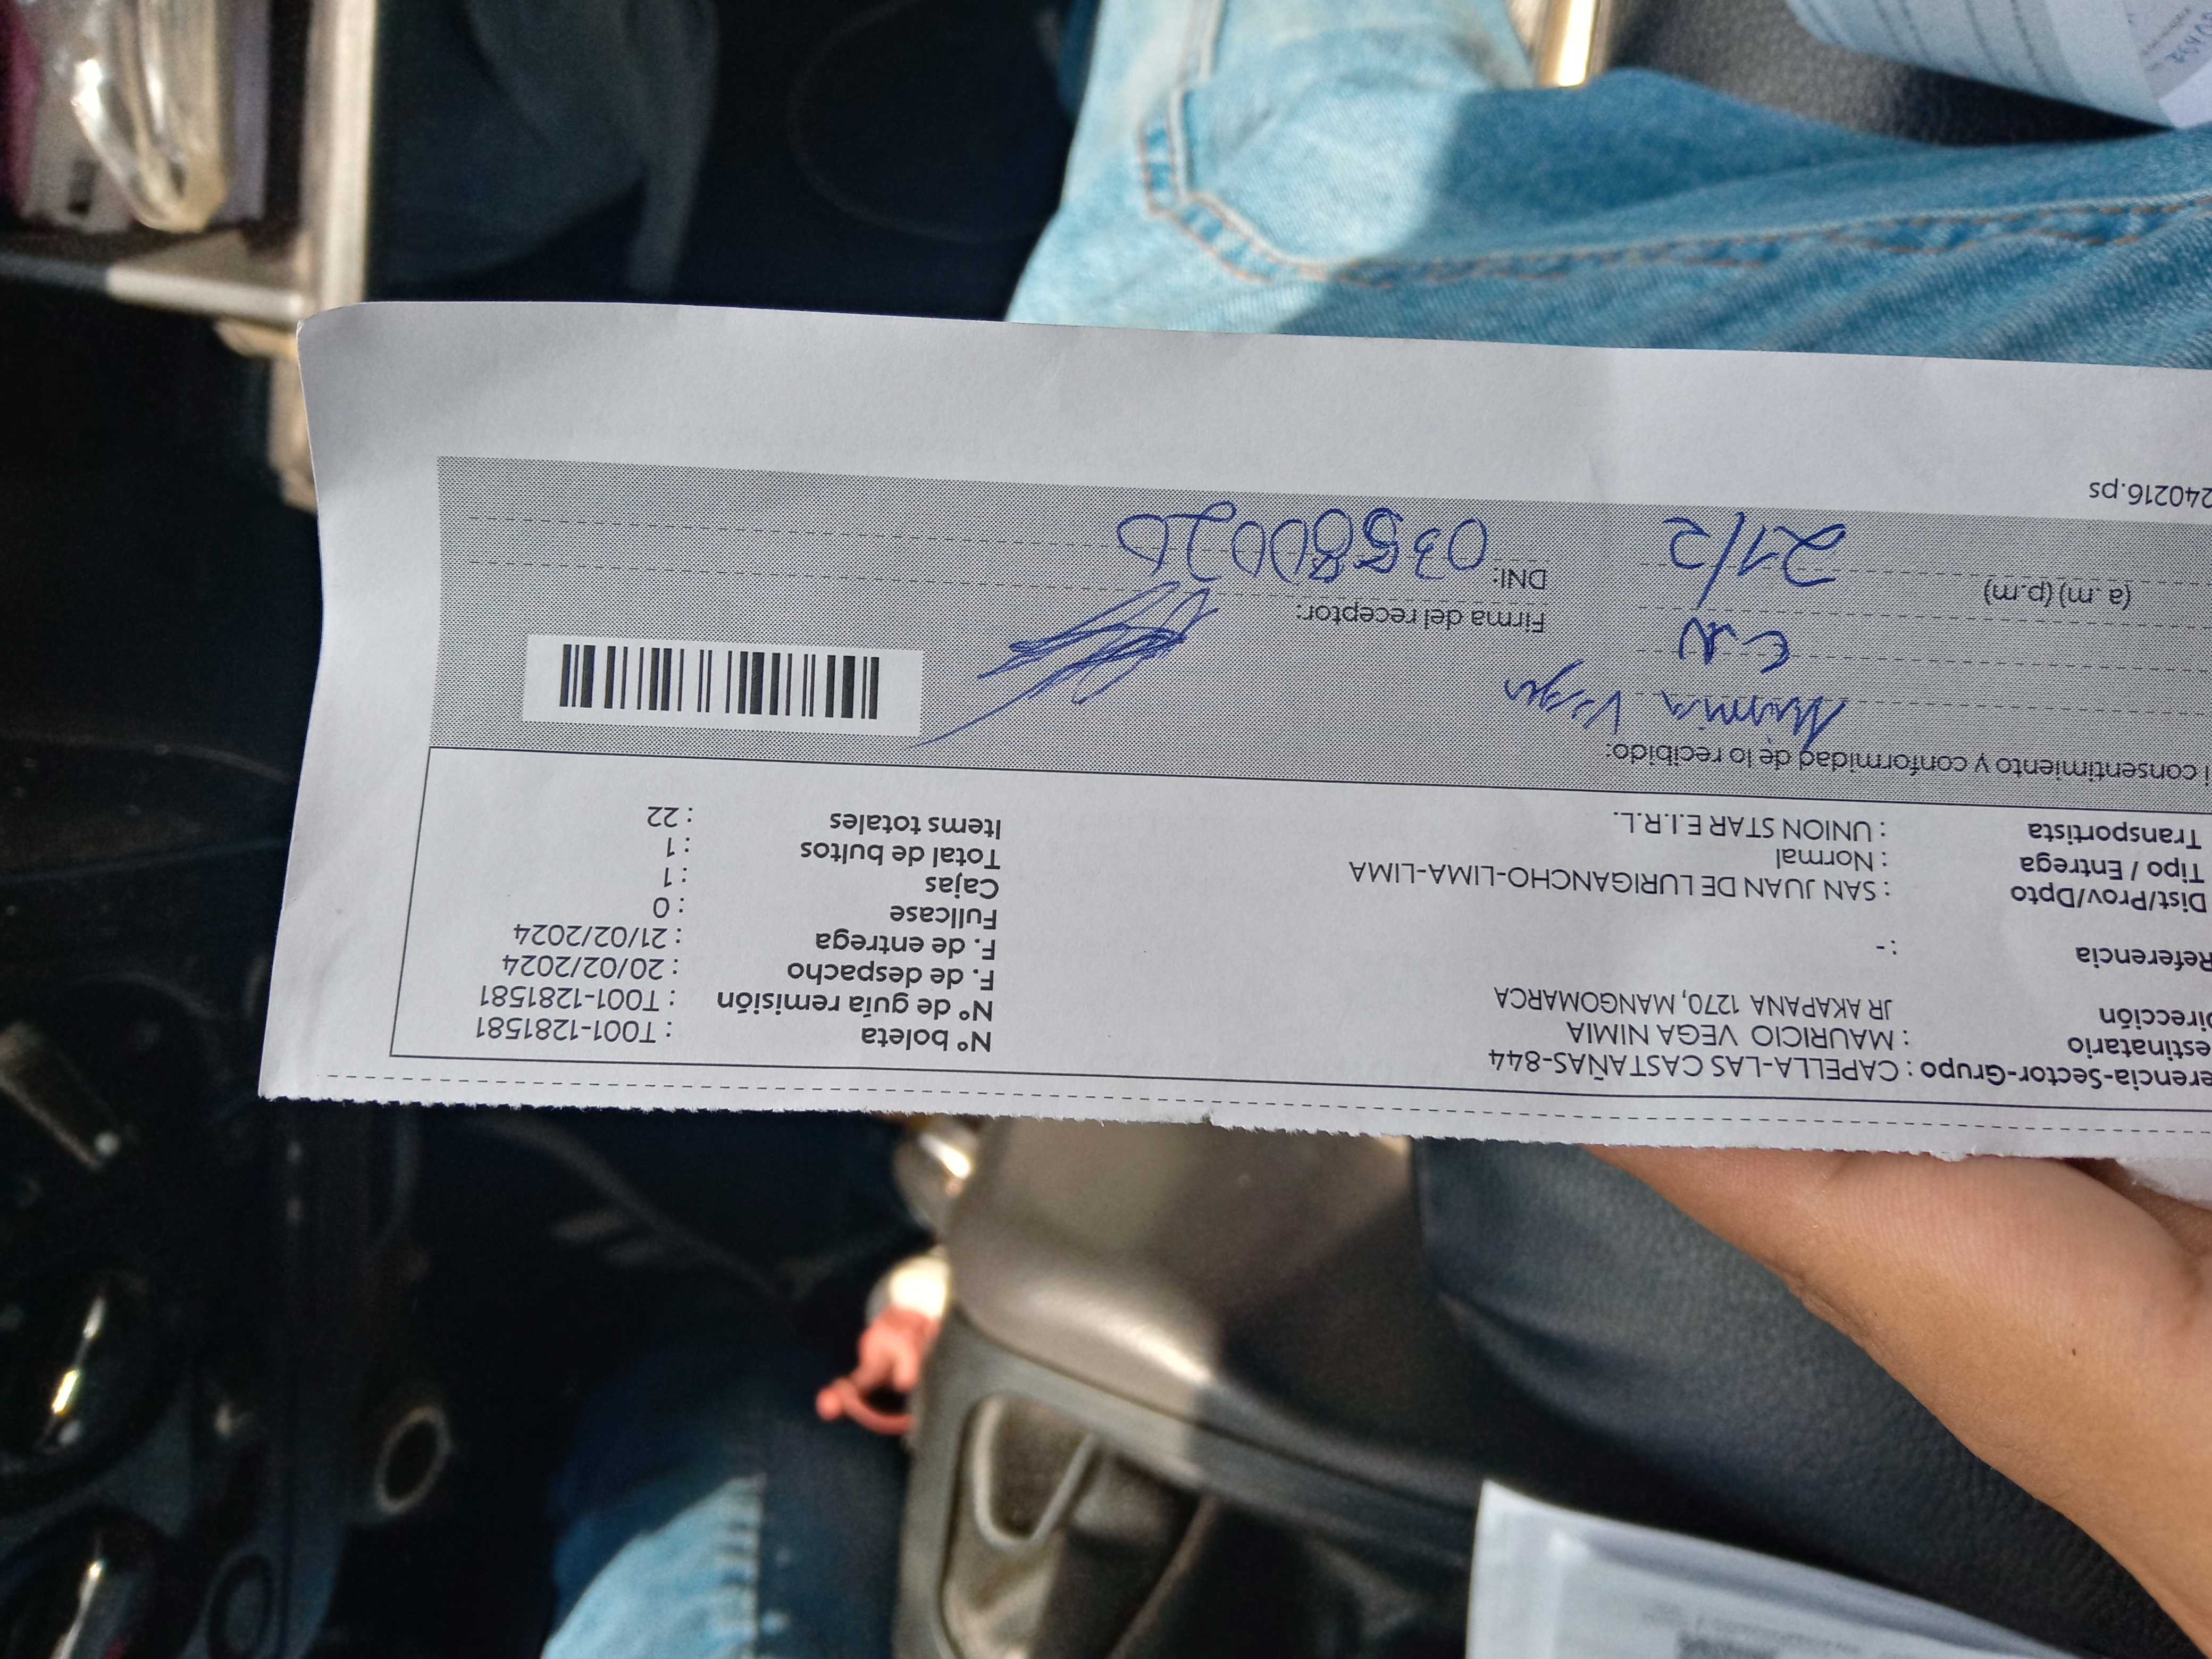 erencia-Sector-Grupo : CAPELLA-LAS CASTAÑAS-844
estinatario : MAURICIO VEGA NIMIA
irección JR AKAPANA 1270, MANGOMARCA
Referencia : -
Dist/Prov/Dpto : SAN JUAN DE LURIGANCHO-LIMA-LIMA
Tipo / Entrega : Normal
Transportista : UNION STAR E.I.R.L.
N° boleta : T001-1281581
N° de guía remisión : T001-1281581
F. de despacho : 20/02/2024
F. de entrega : 21/02/2024
Fullcase : 0
Cajas : 1
Total de bultos : 1
Items totales : 22
i consentimiento y conformidad de lo recibido:
Nimia Vega
Firma del receptor:
(a.m) (p.m)
21/2
DNI: 03580020
240216.ps